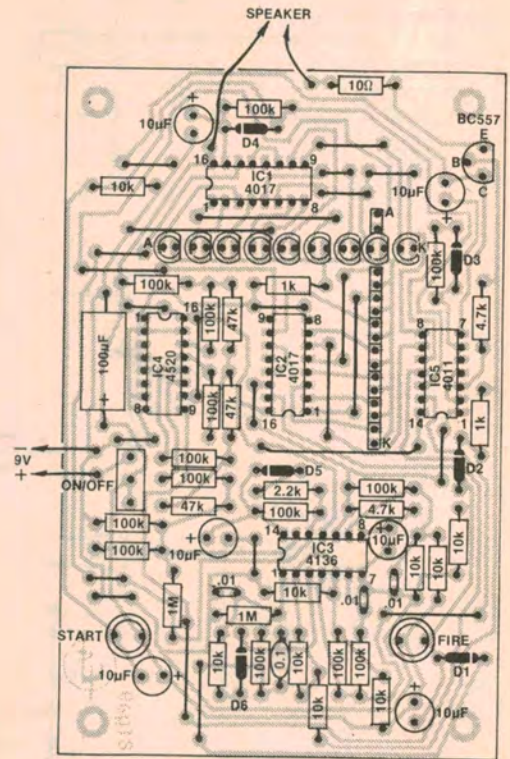 SPEAKER
10Ω
10µF
+
100k
D4
BC557
E
B
C
16
9
IC1
4017
1
8
10k
10µF
+
A
A
K
100k
D3
100k
1k
4.7k
100µF
+
1
16
IC4
4520
8
9
100k
47k
100k
47k
9
8
IC2
4017
16
1
8
7
IC5
4011
14
1
1k
K
D2
−
9V
+
ON/OFF
100k
100k
47k
100k
100k
D5
2.2k
100k
100k
4.7k
10k
10µF
14
8
IC3
4136
1
7
+
10µF
10k
10k
.01
10k
.01
.01
1M
1M
START
FIRE
10µF
+
10k
D6
100k
0.1
10k
100k
100k
D1
10k
10k
+
10µF